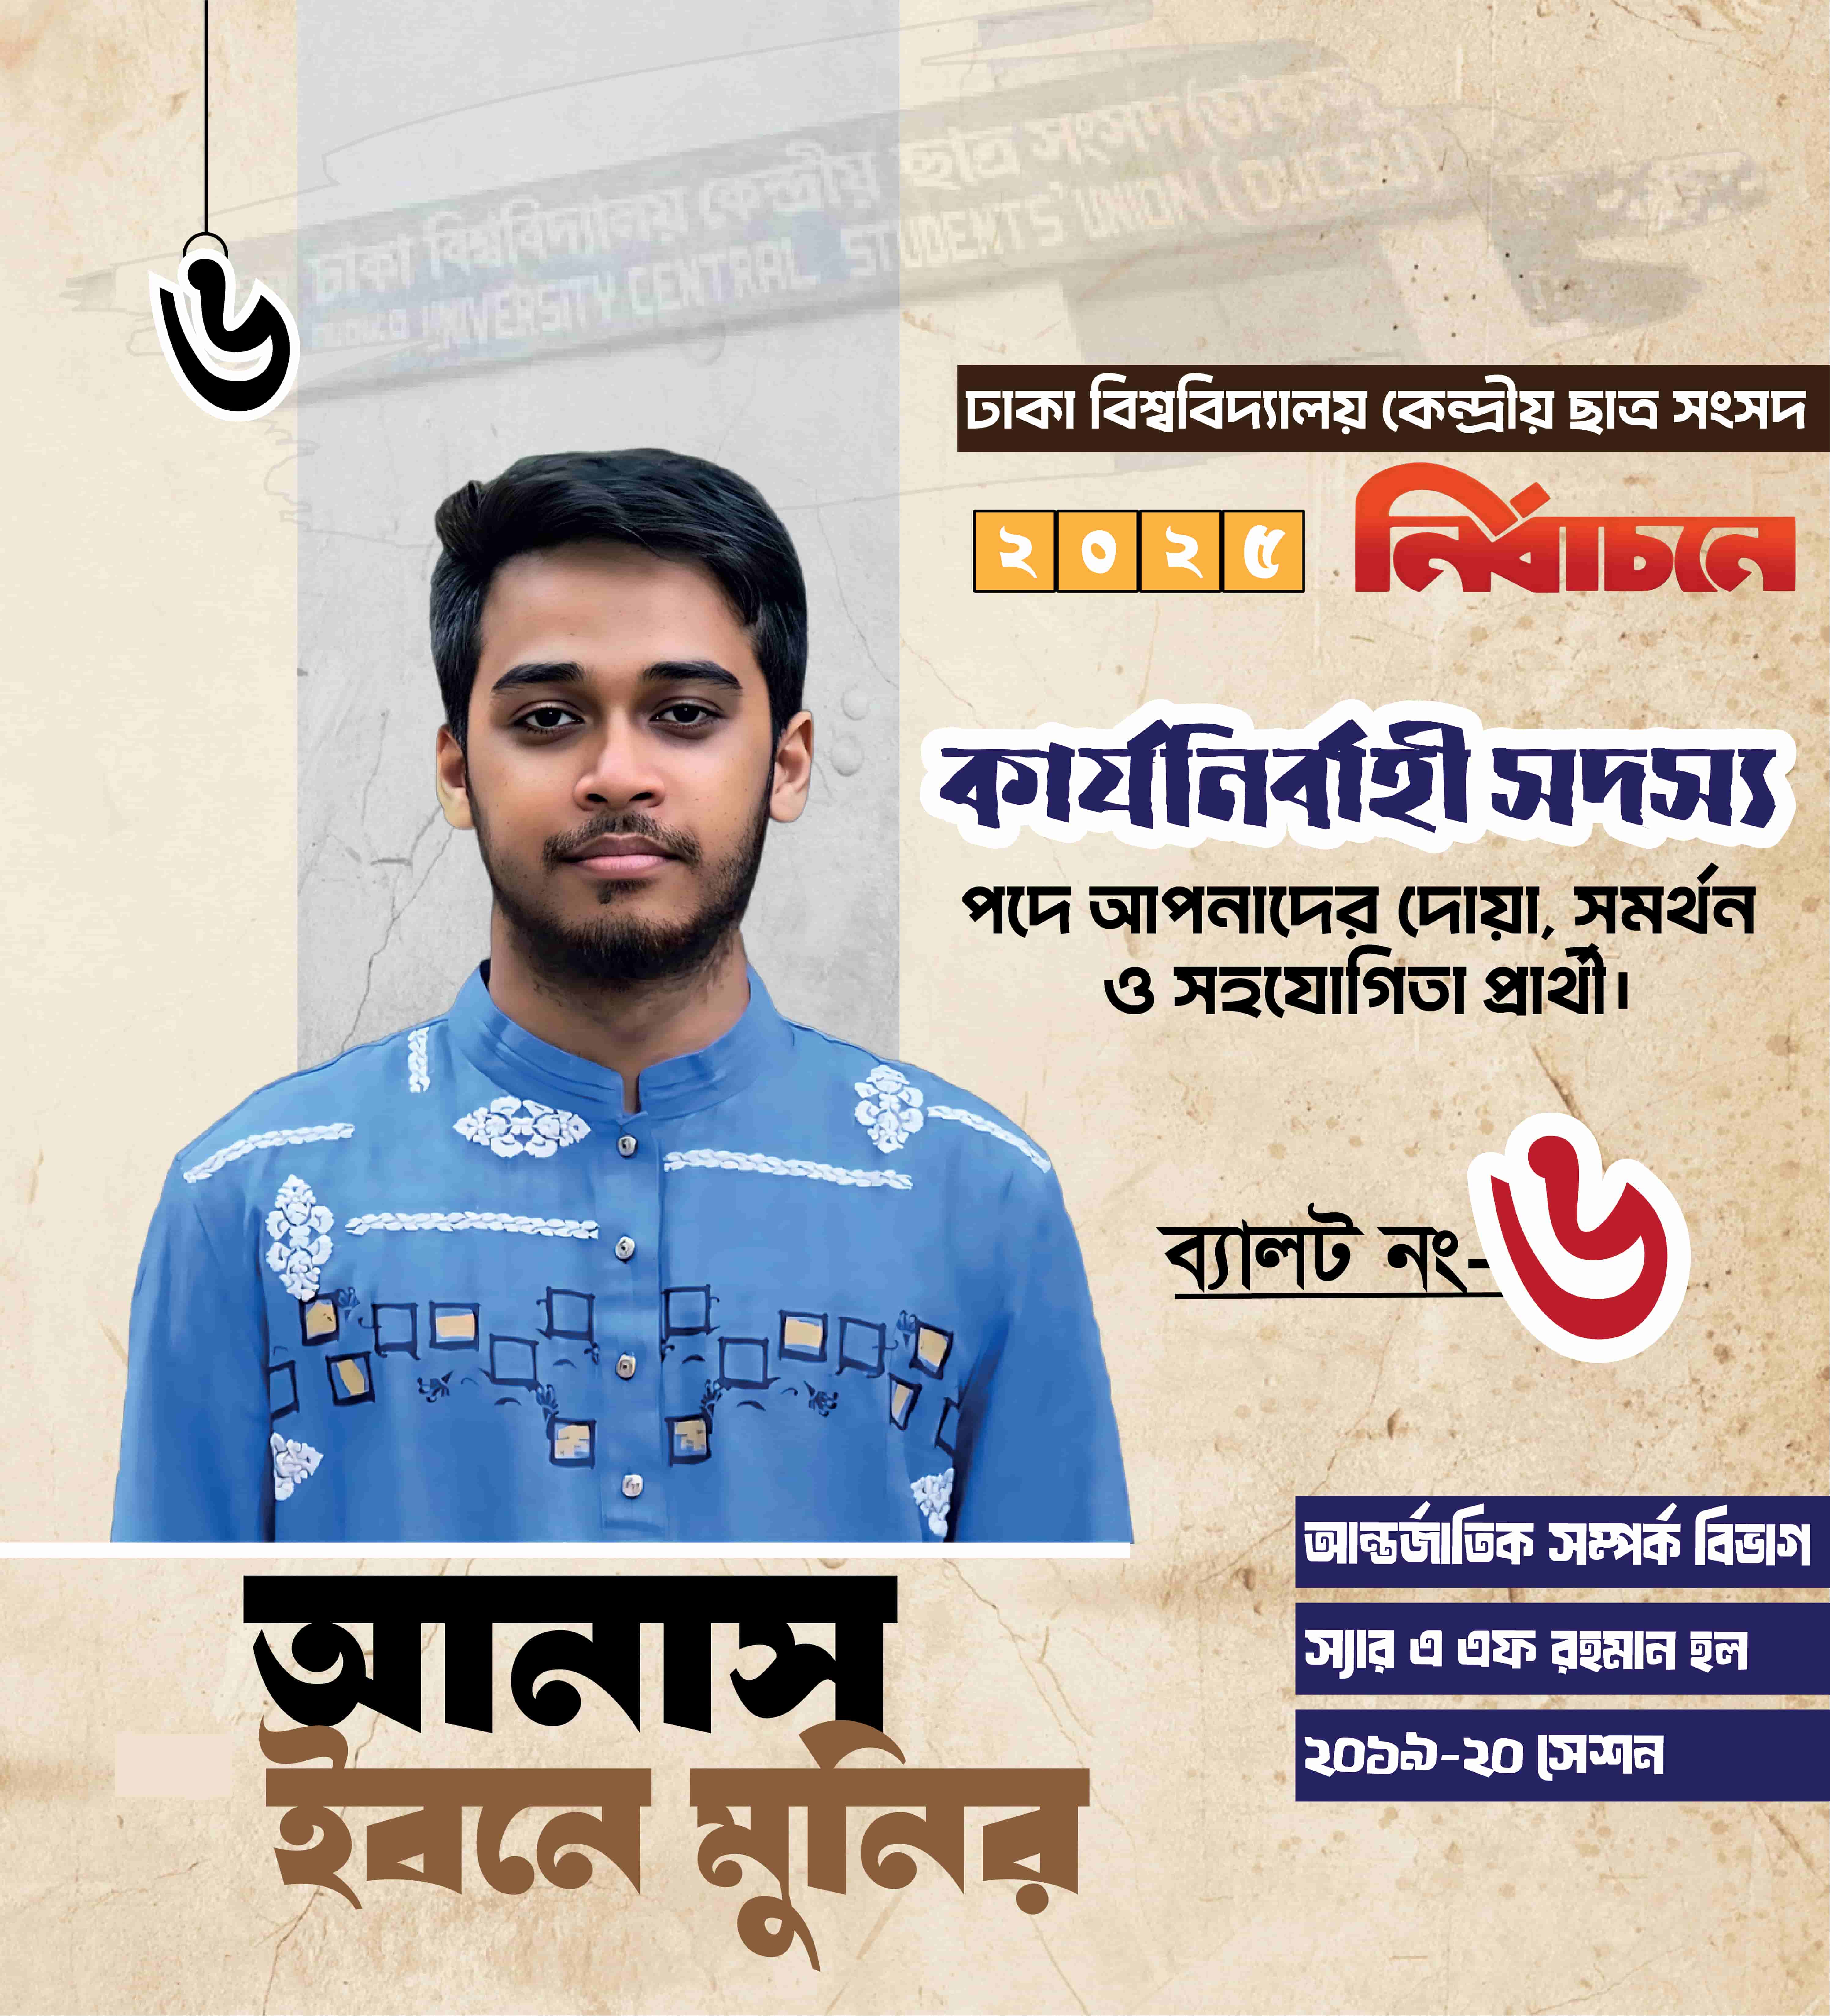 ঢাকা বিশ্ববিদ্যালয় কেন্দ্রীয় ছাত্র সংসদ
UNIVERSITY CENTRAL STUDENTS' UNION (DUCSU)
৬
ঢাকা বিশ্ববিদ্যালয় কেন্দ্রীয় ছাত্র সংসদ
২০২৫ নির্বাচনে
কার্যনির্বাহী সদস্য
পদে আপনাদের দোয়া, সমর্থন
ও সহযোগিতা প্রার্থী।
ব্যালট নং-৬
আন্তর্জাতিক সম্পর্ক বিভাগ
স্যার এ এফ রহমান হল
২০১৯-২০ সেশন
আনাস
ইবনে মুনির